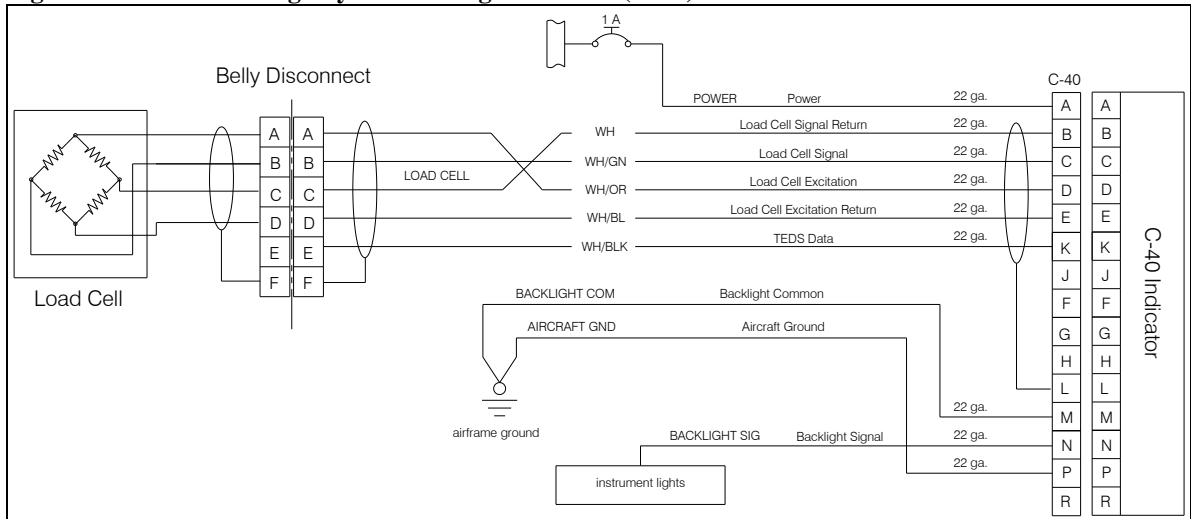 1 A
Belly Disconnect
C-40
POWER Power 22 ga. A A
A A WH Load Cell Signal Return 22 ga. B B
B B LOAD CELL WH/GN Load Cell Signal 22 ga. C C
C C WH/OR Load Cell Excitation 22 ga. D D
D D WH/BL Load Cell Excitation Return 22 ga. E E
E E WH/BLK TEDS Data 22 ga. K K
F F
Load Cell
J J
BACKLIGHT COM Backlight Common F F
AIRCRAFT GND Aircraft Ground G G
H H
L L
22 ga. M M
airframe ground
BACKLIGHT SIG Backlight Signal 22 ga. N N
22 ga. P P
instrument lights
R R
C-40 Indicator